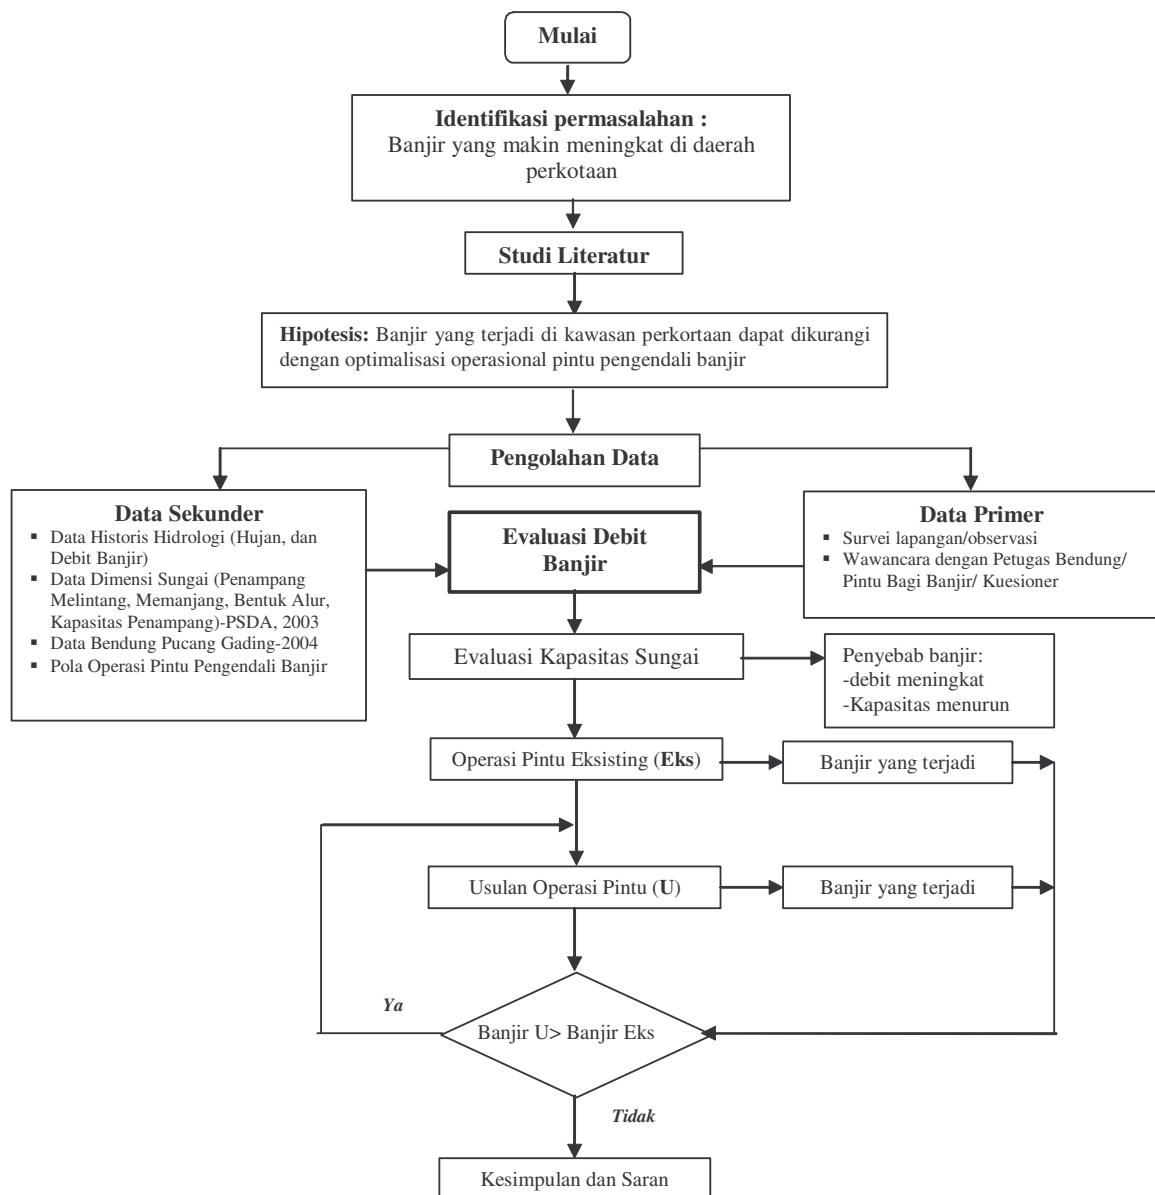 Mulai
Identifikasi permasalahan :
Banjir yang makin meningkat di daerah
perkotaan
Studi Literatur
Hipotesis: Banjir yang terjadi di kawasan perkortaan dapat dikurangi
dengan optimalisasi operasional pintu pengendali banjir
Pengolahan Data
Data Sekunder
▪ Data Historis Hidrologi (Hujan, dan
Debit Banjir)
▪ Data Dimensi Sungai (Penampang
Melintang, Memanjang, Bentuk Alur,
Kapasitas Penampang)-PSDA, 2003
▪ Data Bendung Pucang Gading-2004
▪ Pola Operasi Pintu Pengendali Banjir
Evaluasi Debit
Banjir
Data Primer
▪ Survei lapangan/observasi
▪ Wawancara dengan Petugas Bendung/
Pintu Bagi Banjir/ Kuesioner
Evaluasi Kapasitas Sungai
Penyebab banjir:
-debit meningkat
-Kapasitas menurun
Operasi Pintu Eksisting (Eks)
Banjir yang terjadi
Usulan Operasi Pintu (U)
Banjir yang terjadi
Ya
Banjir U> Banjir Eks
Tidak
Kesimpulan dan Saran